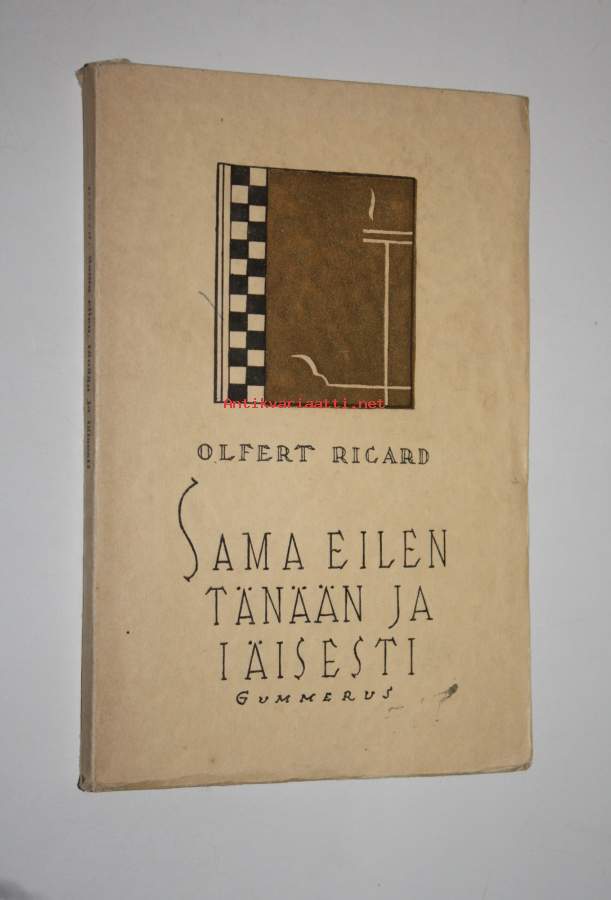 Antikvariaatti.net
OLFERT RICARD
SAMA EILEN
TÄNÄÄN JA
IÄISESTI
GUMMERUS